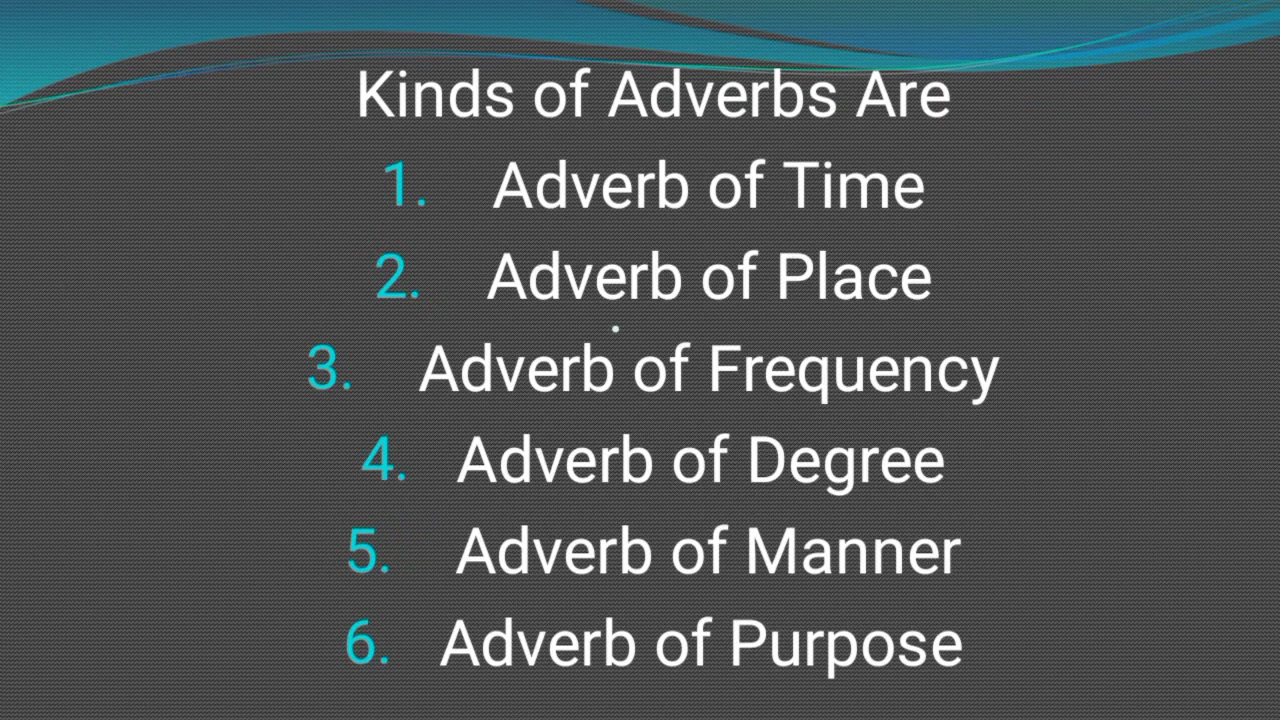 Kinds of Adverbs Are
1. Adverb of Time
2. Adverb of Place
3. Adverb of Frequency
4. Adverb of Degree
5. Adverb of Manner
6. Adverb of Purpose